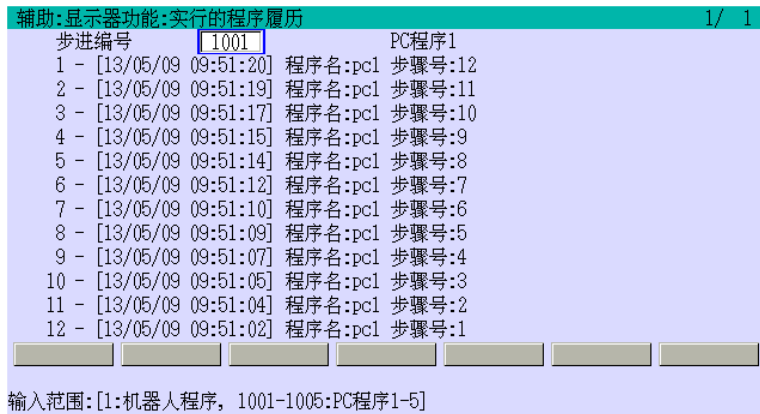 辅助:显示器功能:实行的程序履历 1/ 1
步进编号 1001 PC程序1
1 - [13/05/09 09:51:20] 程序名:pc1 步骤号:12
2 - [13/05/09 09:51:19] 程序名:pc1 步骤号:11
3 - [13/05/09 09:51:17] 程序名:pc1 步骤号:10
4 - [13/05/09 09:51:15] 程序名:pc1 步骤号:9
5 - [13/05/09 09:51:14] 程序名:pc1 步骤号:8
6 - [13/05/09 09:51:12] 程序名:pc1 步骤号:7
7 - [13/05/09 09:51:10] 程序名:pc1 步骤号:6
8 - [13/05/09 09:51:09] 程序名:pc1 步骤号:5
9 - [13/05/09 09:51:07] 程序名:pc1 步骤号:4
10 - [13/05/09 09:51:05] 程序名:pc1 步骤号:3
11 - [13/05/09 09:51:04] 程序名:pc1 步骤号:2
12 - [13/05/09 09:51:02] 程序名:pc1 步骤号:1
输入范围:[1:机器人程序, 1001-1005:PC程序1-5]